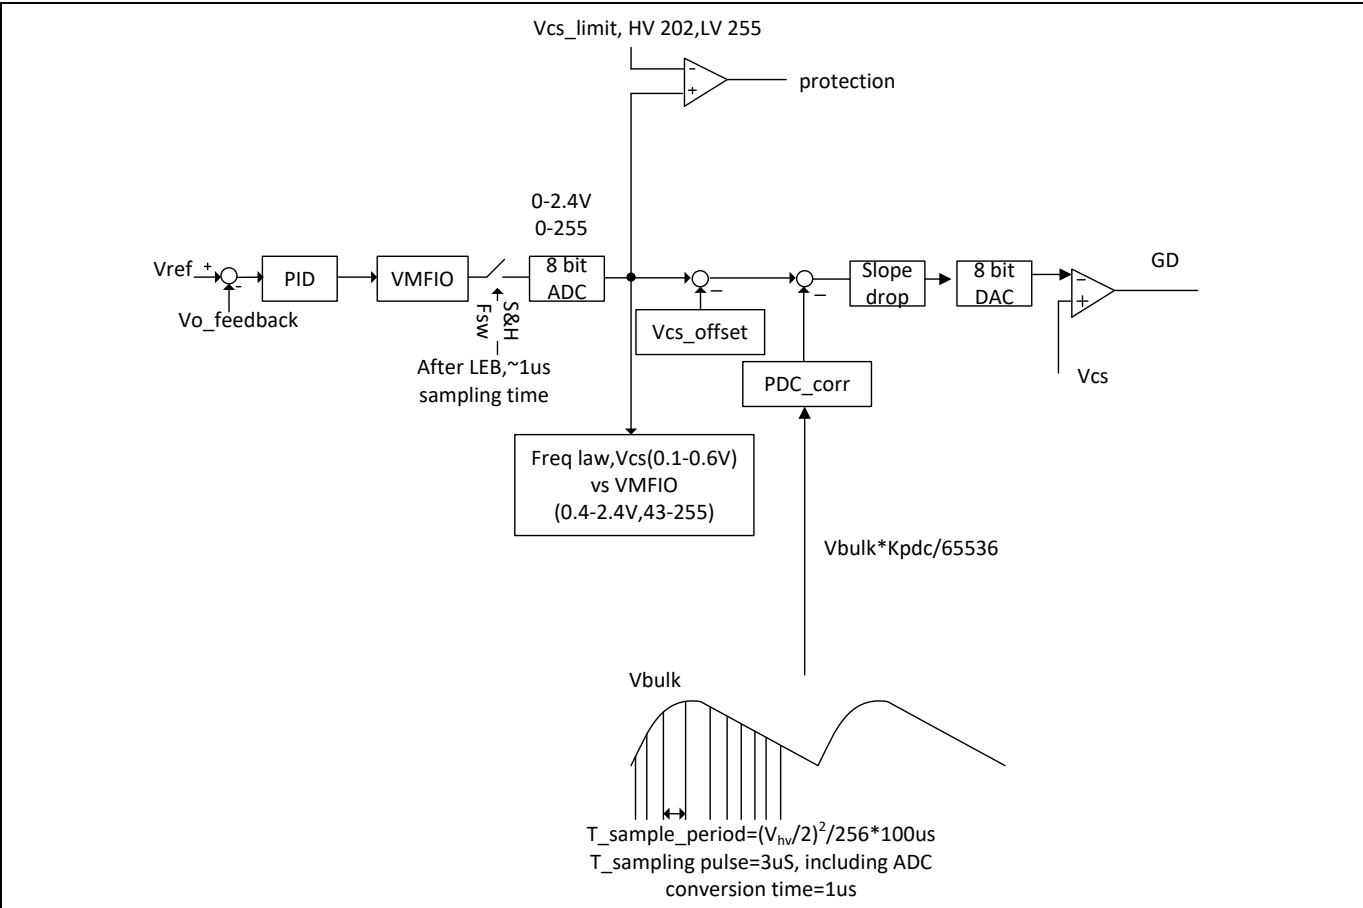 Vcs_limit, HV 202,LV 255
-
+
protection
0-2.4V
0-255
Vref
+
-
Vo_feedback
PID
VMFIO
S&H
Fsw
After LEB,~1us
sampling time
8 bit
ADC
Vcs_offset
PDC_corr
Slope
drop
8 bit
DAC
-
+
GD
Vcs
Freq law,Vcs(0.1-0.6V)
vs VMFIO
(0.4-2.4V,43-255)
Vbulk*Kpdc/65536
Vbulk
T_sample_period=(Vhv/2)²/256*100us
T_sampling pulse=3uS, including ADC
conversion time=1us